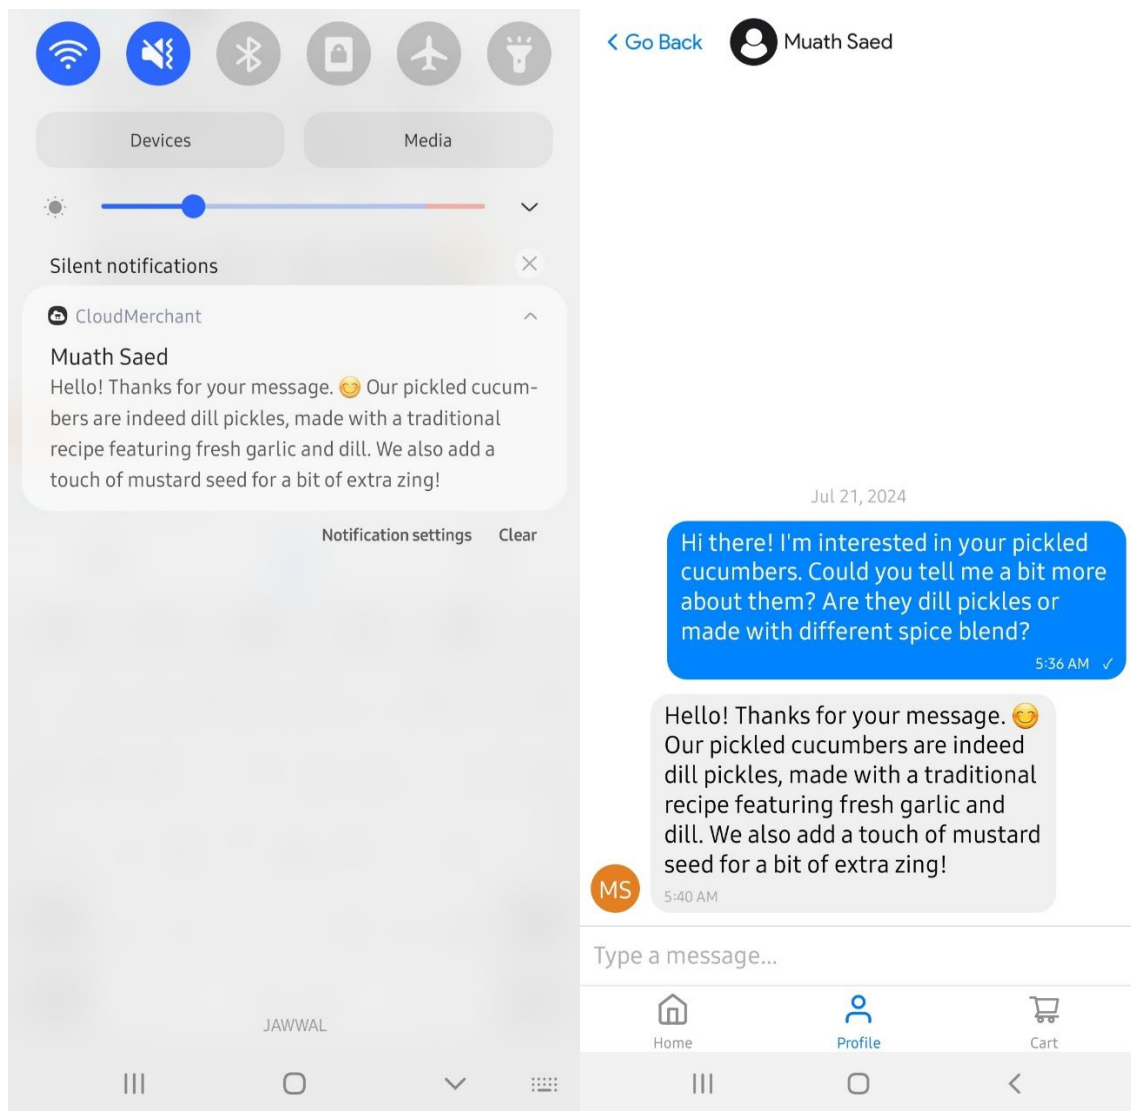 Devices
Media
Silent notifications
CloudMerchant
Muath Saed
Hello! Thanks for your message. 😊 Our pickled cucum-
bers are indeed dill pickles, made with a traditional
recipe featuring fresh garlic and dill. We also add a
touch of mustard seed for a bit of extra zing!
Notification settings
Clear
JAWWAL
Go Back
Muath Saed
Jul 21, 2024
Hi there! I'm interested in your pickled
cucumbers. Could you tell me a bit more
about them? Are they dill pickles or
made with different spice blend?
5:36 AM ✓
Hello! Thanks for your message. 😊
Our pickled cucumbers are indeed
dill pickles, made with a traditional
recipe featuring fresh garlic and
dill. We also add a touch of mustard
seed for a bit of extra zing!
MS
5:40 AM
Type a message...
Home
Profile
Cart